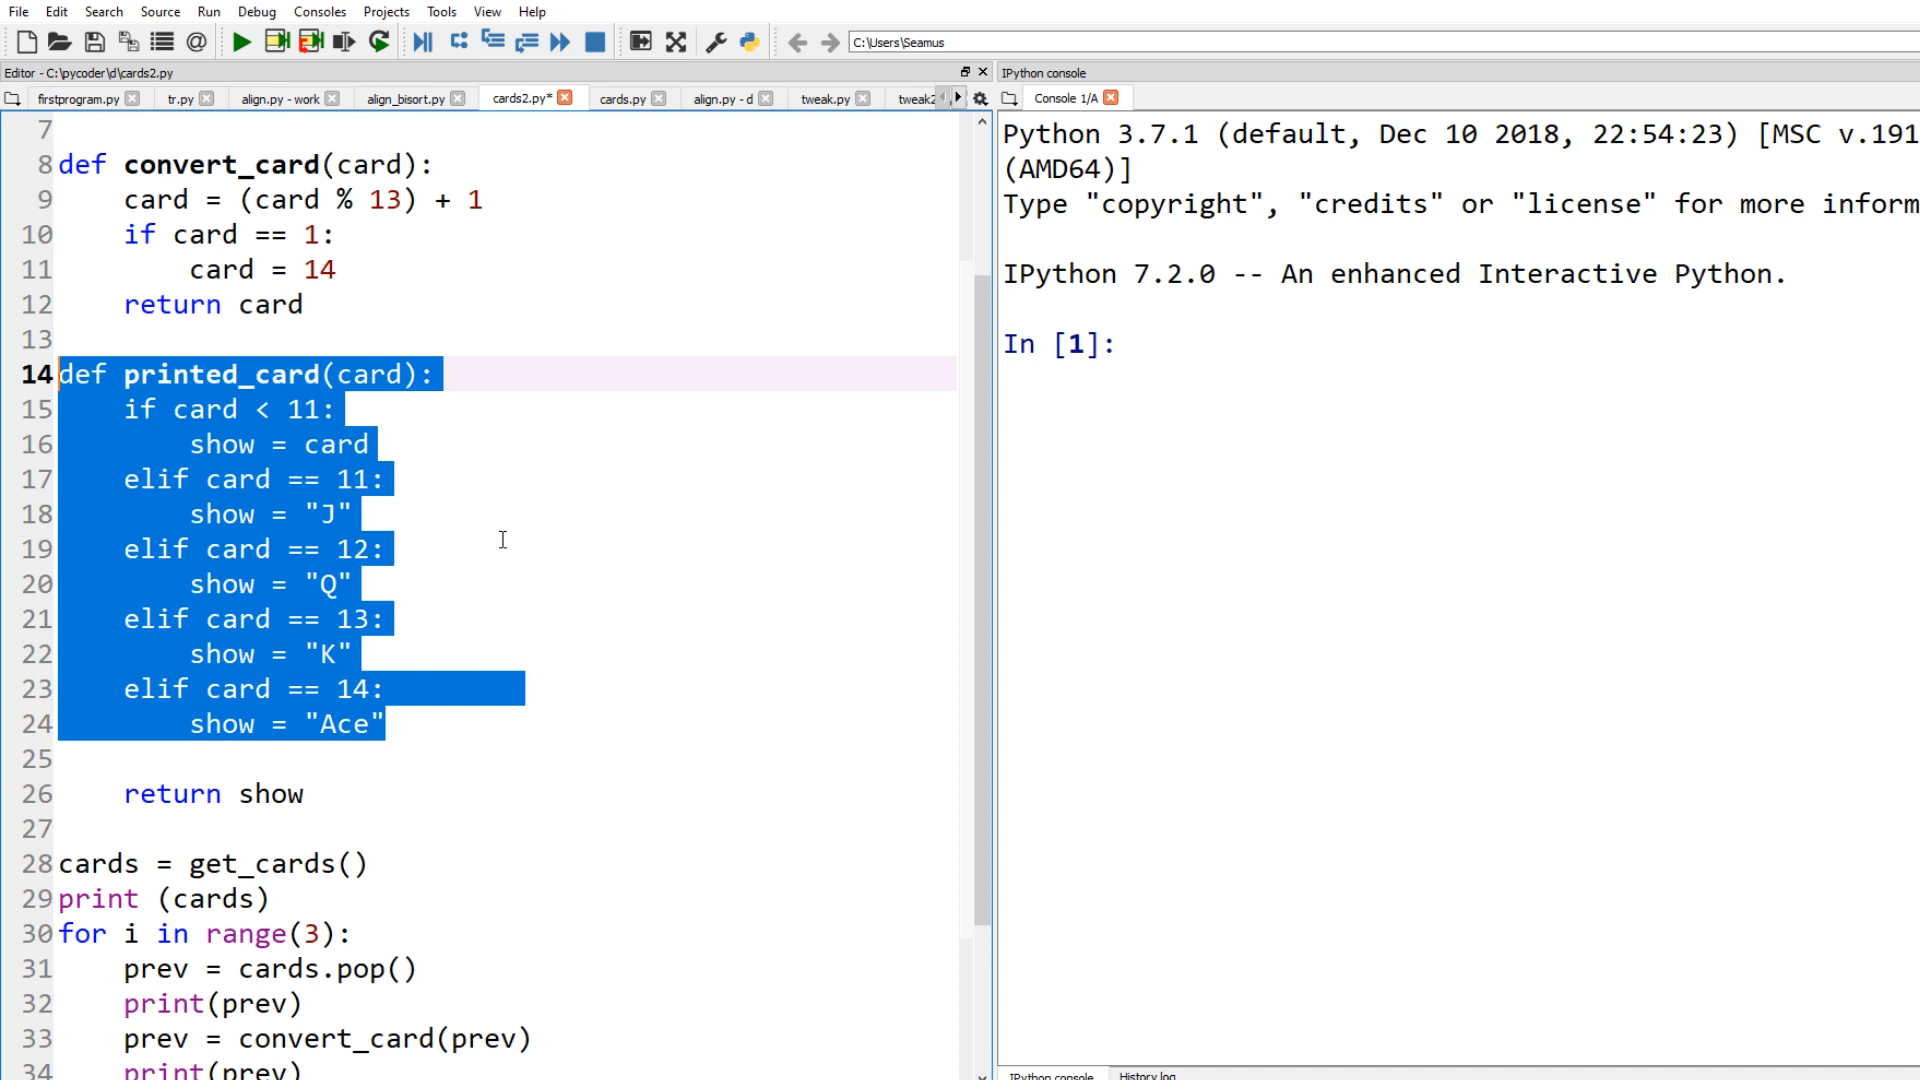 File Edit Search Source Run Debug Consoles Projects Tools View Help
C:\Users\Seamus
Editor - C:\pycoder\d\cards2.py
firstprogram.py tr.py align.py - work align_bisort.py cards2.py* cards.py align.py - d tweak.py tweak2
7
8 def convert_card(card):
9     card = (card % 13) + 1
10     if card == 1:
11         card = 14
12     return card
13
14 def printed_card(card):
15     if card < 11:
16         show = card
17     elif card == 11:
18         show = "J"
19     elif card == 12:
20         show = "Q"
21     elif card == 13:
22         show = "K"
23     elif card == 14:
24         show = "Ace"
25
26     return show
27
28 cards = get_cards()
29 print (cards)
30 for i in range(3):
31     prev = cards.pop()
32     print(prev)
33     prev = convert_card(prev)
34     print(prev)
IPython console
Console 1/A
Python 3.7.1 (default, Dec 10 2018, 22:54:23) [MSC v.191
(AMD64)]
Type "copyright", "credits" or "license" for more inform
IPython 7.2.0 -- An enhanced Interactive Python.
In [1]:
IPython console History log